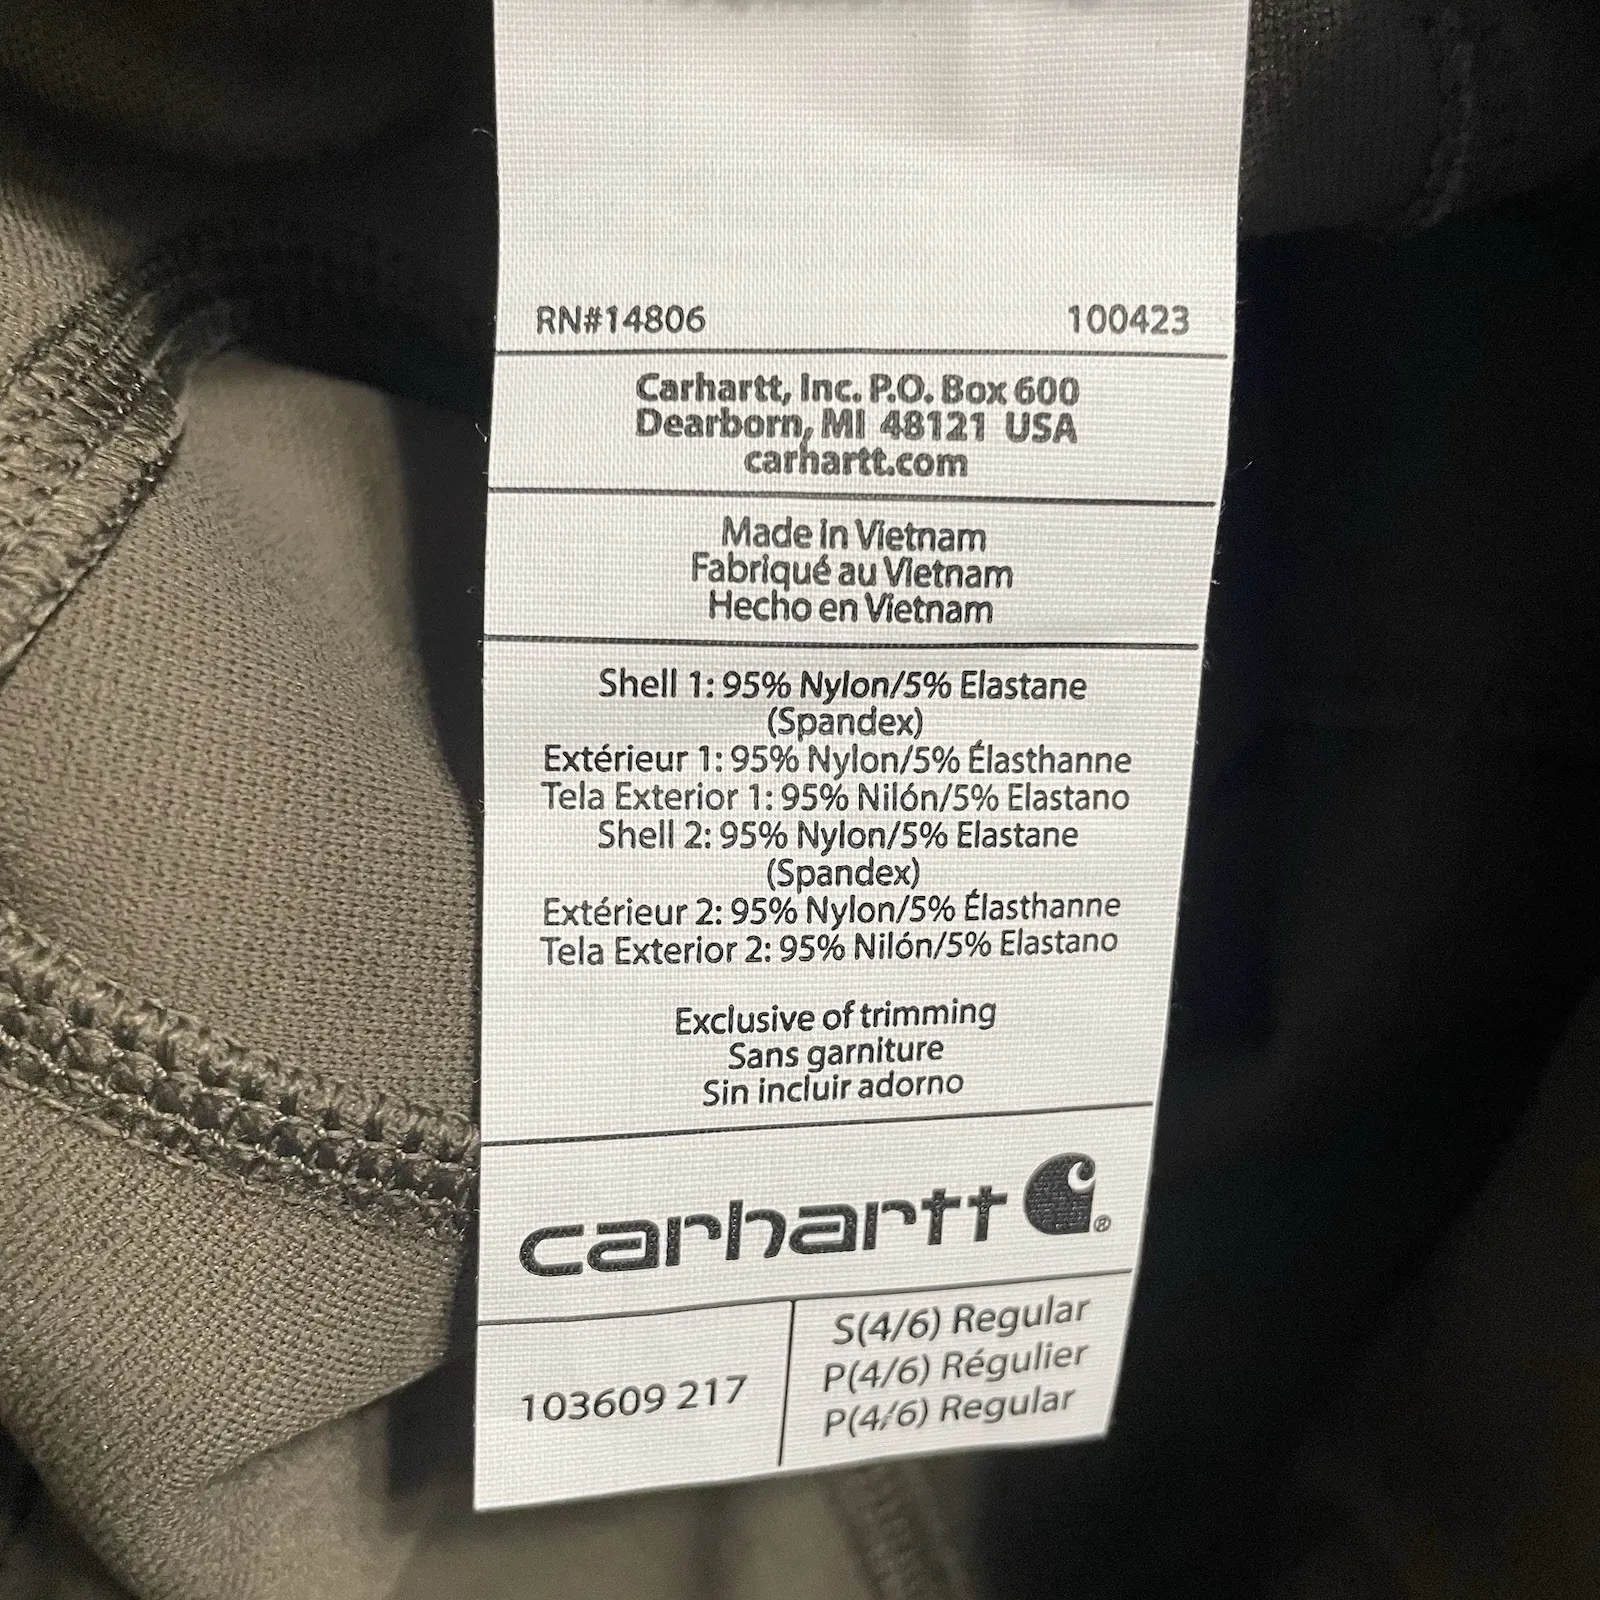 RN#14806 100423
Carhartt, Inc. P.O. Box 600
Dearborn, MI 48121 USA
carhartt.com
Made in Vietnam
Fabriqué au Vietnam
Hecho en Vietnam
Shell 1: 95% Nylon/5% Elastane
(Spandex)
Extérieur 1: 95% Nylon/5% Élasthanne
Tela Exterior 1: 95% Nilón/5% Elastano
Shell 2: 95% Nylon/5% Elastane
(Spandex)
Extérieur 2: 95% Nylon/5% Élasthanne
Tela Exterior 2: 95% Nilón/5% Elastano
Exclusive of trimming
Sans garniture
Sin incluir adorno
carhartt ®
103609 217
S(4/6) Regular
P(4/6) Régulier
P(4/6) Regular